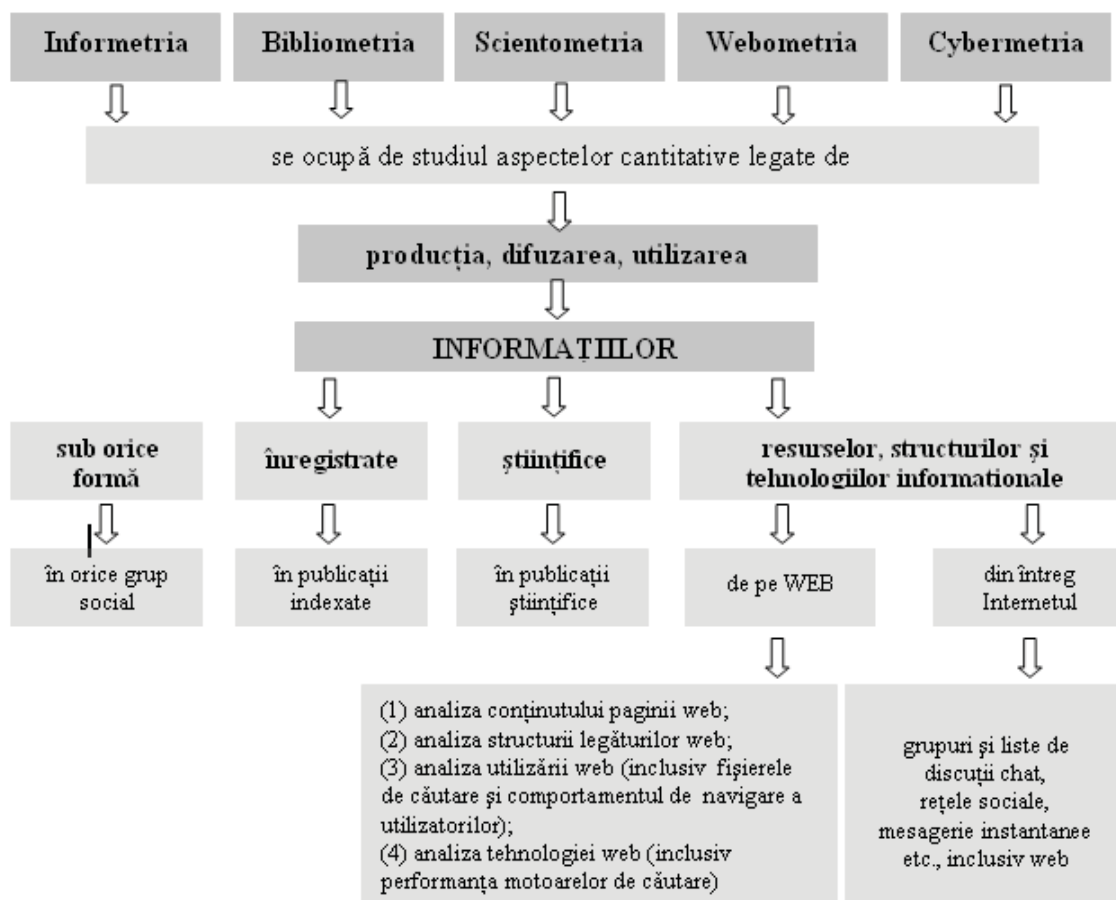 Informetria
Bibliometria
Scientometria
Webometria
Cybermetria
se ocupă de studiul aspectelor cantitative legate de
producția, difuzarea, utilizarea
INFORMAȚIILOR
sub orice
formă
înregistrate
științifice
resurselor, structurilor și
tehnologiilor informationale
în orice grup
social
în publicații
indexate
în publicații
științifice
de pe WEB
din întreg
Internetul
(1) analiza conținutului paginii web;
(2) analiza structurii legăturilor web;
(3) analiza utilizării web (inclusiv fișierele
de căutare și comportamentul de navigare a
utilizatorilor);
(4) analiza tehnologiei web (inclusiv
performanța motoarelor de căutare)
grupuri și liste de
discuții chat,
rețele sociale,
mesagerie instantanee
etc., inclusiv web